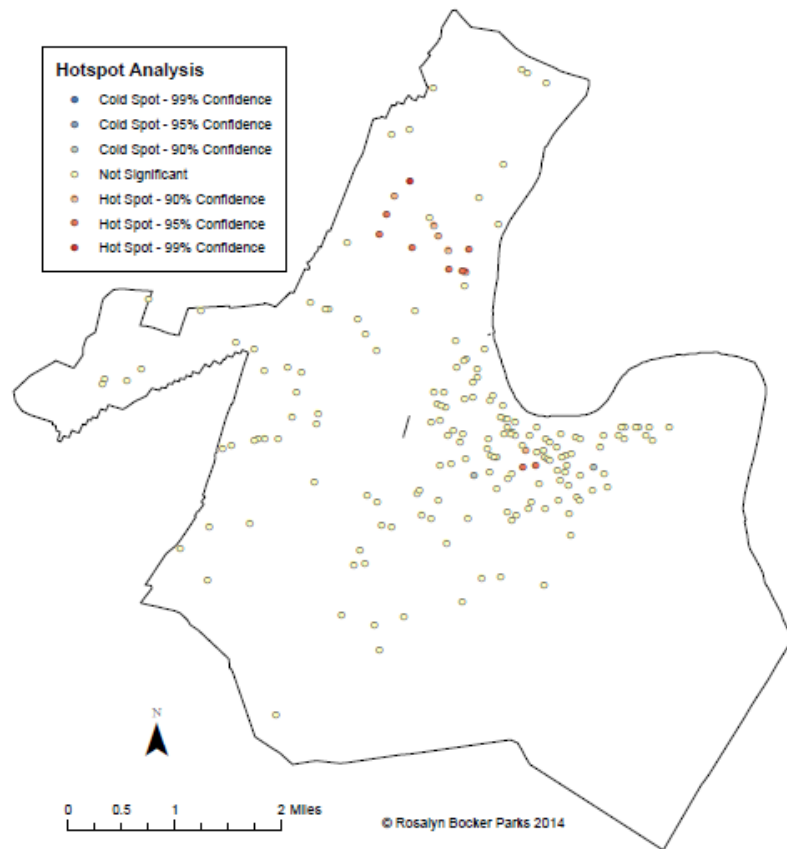 Hotspot Analysis
Cold Spot - 99% Confidence
Cold Spot - 95% Confidence
Cold Spot - 90% Confidence
Not Significant
Hot Spot - 90% Confidence
Hot Spot - 95% Confidence
Hot Spot - 99% Confidence
N
0 0.5 1 2 Miles
© Rosalyn Bocker Parks 2014